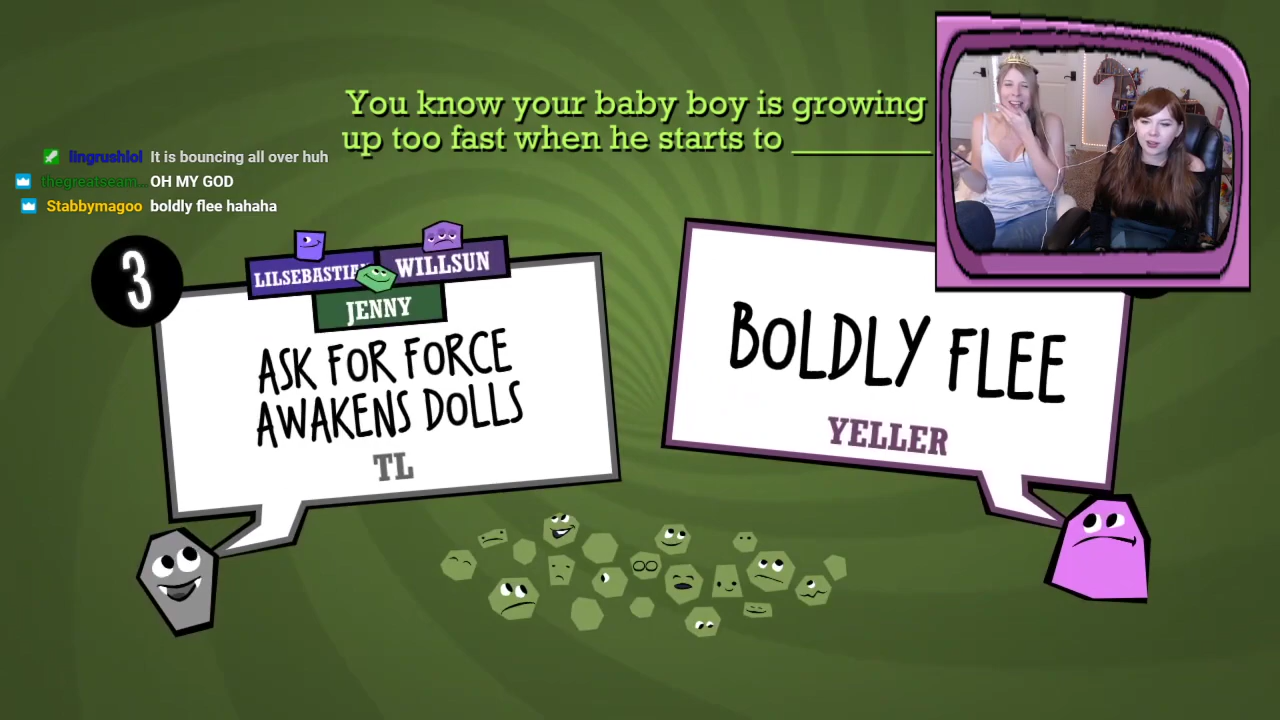 You know your baby boy is growing
up too fast when he starts to ________
lingrushlol It is bouncing all over huh
thegreatseam... OH MY GOD
Stabbymagoo boldly flee hahaha
3
WILLSUN
JENNY
ASK FOR FORCE
AWAKENS DOLLS
TL
BOLDLY FLEE
YELLER